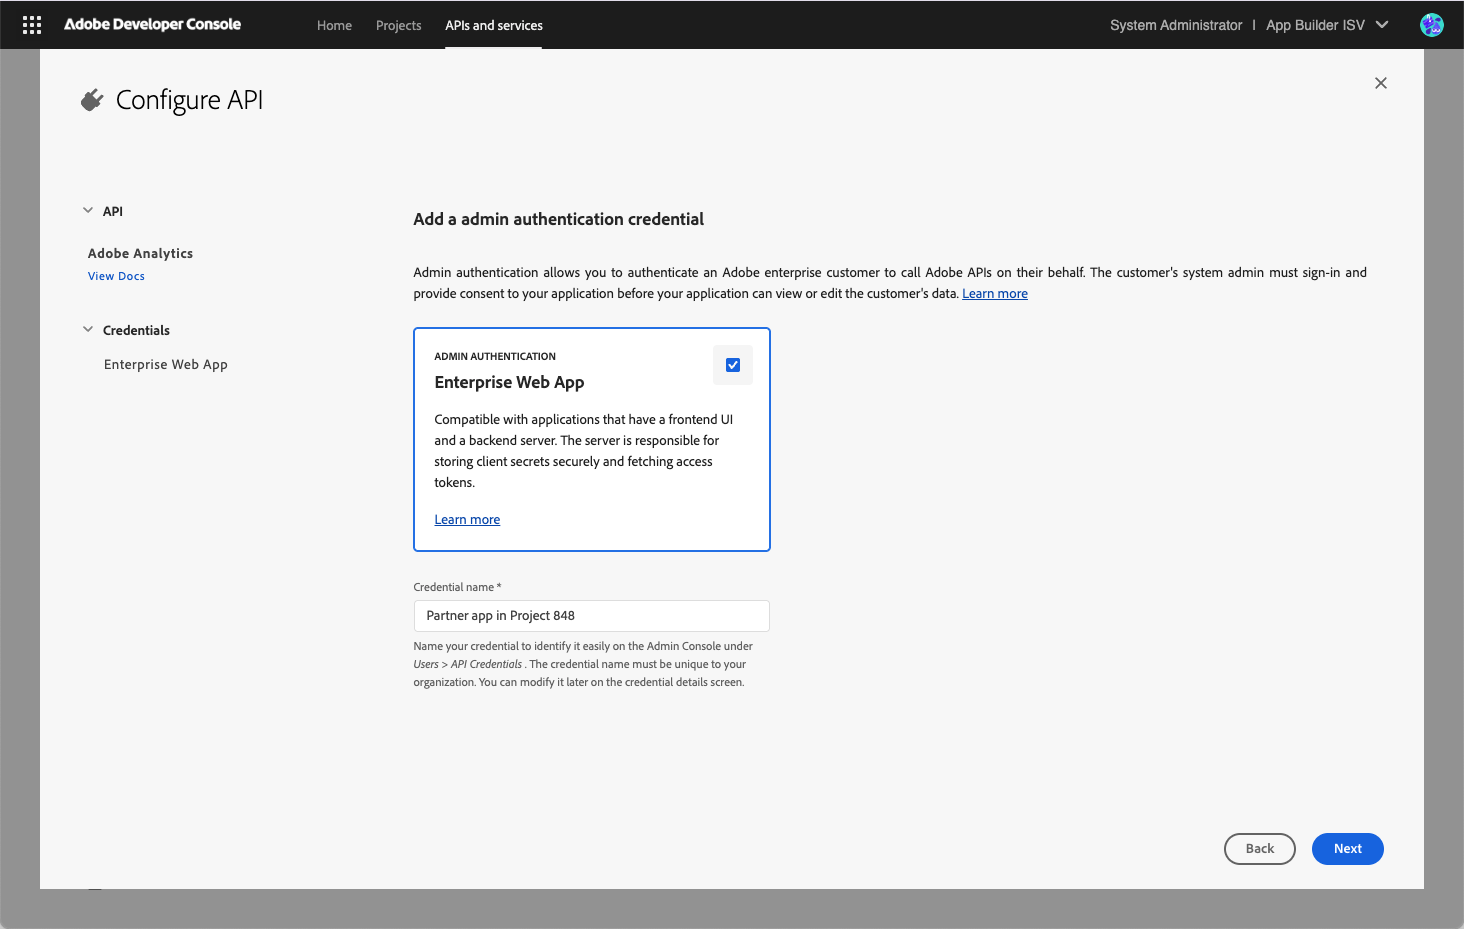 Adobe Developer Console
Home
Projects
APIs and services
System Administrator | App Builder ISV
Configure API
API
Adobe Analytics
View Docs
Credentials
Enterprise Web App
Add a admin authentication credential
Admin authentication allows you to authenticate an Adobe enterprise customer to call Adobe APIs on their behalf. The customer's system admin must sign-in and
provide consent to your application before your application can view or edit the customer's data. Learn more
ADMIN AUTHENTICATION
Enterprise Web App
Compatible with applications that have a frontend UI
and a backend server. The server is responsible for
storing client secrets securely and fetching access
tokens.
Learn more
Credential name *
Partner app in Project 848
Name your credential to identify it easily on the Admin Console under
Users > API Credentials . The credential name must be unique to your
organization. You can modify it later on the credential details screen.
Back
Next